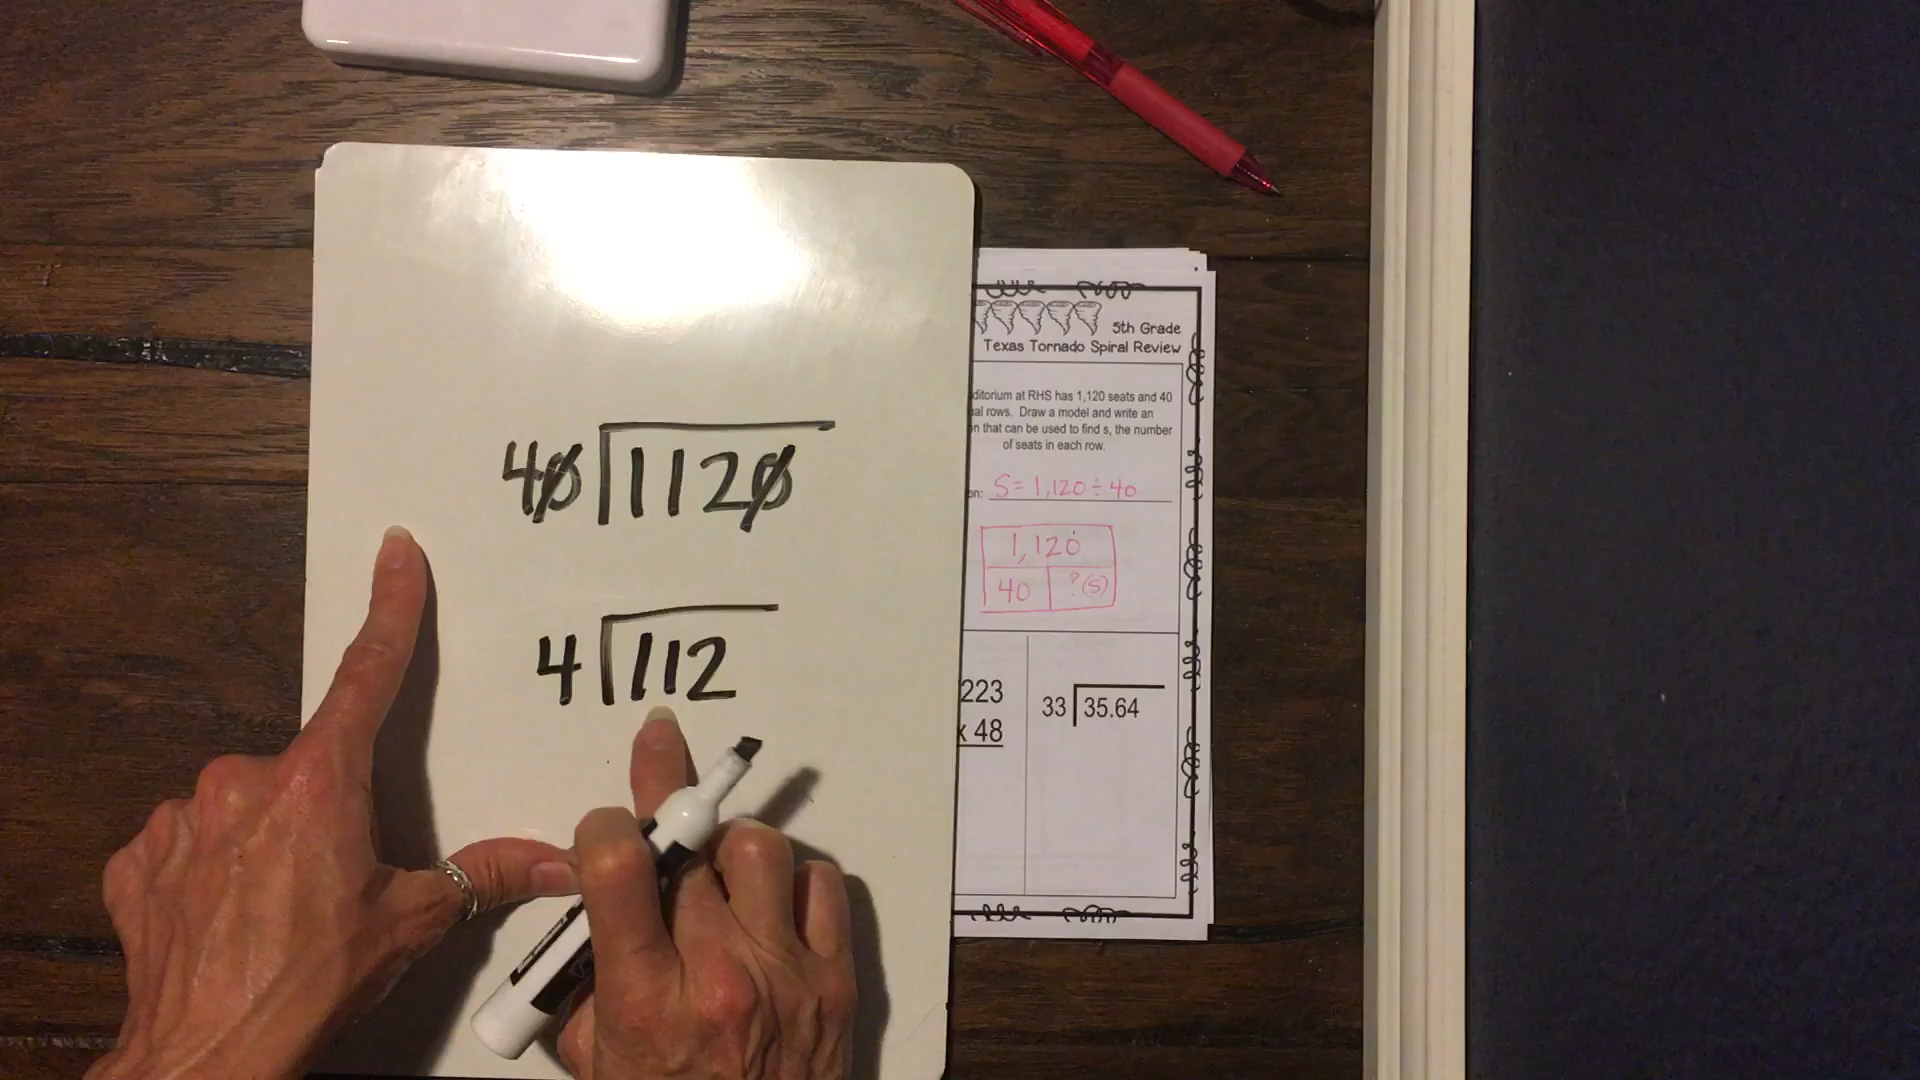 40 1120
4 112
5th Grade
Texas Tornado Spiral Review
ditorium at RHS has 1,120 seats and 40
al rows. Draw a model and write an
n that can be used to find s, the number
of seats in each row.
on: S = 1,120 ÷ 40
1,120
40 ? (S)
223
x 48
33 35.64